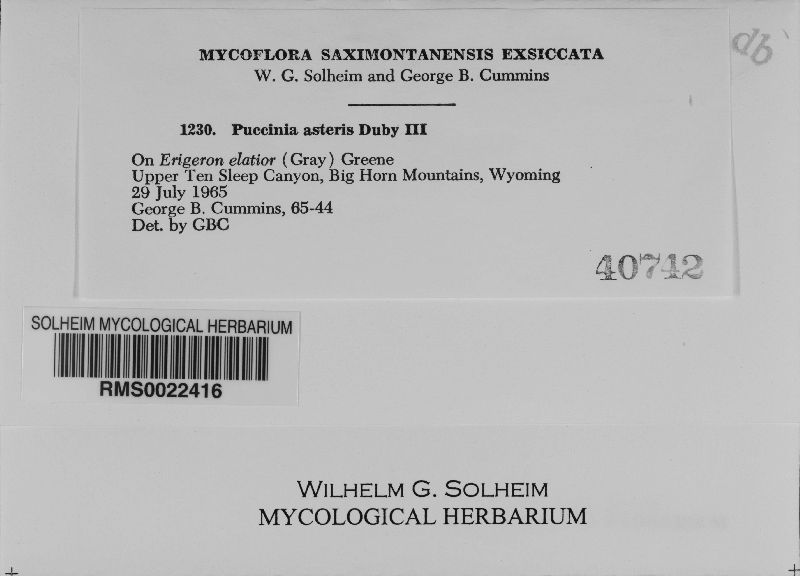 MYCOFLORA SAXIMONTANENSIS EXSICCATA
W. G. Solheim and George B. Cummins
db
1230. Puccinia asteris Duby III
On Erigeron elatior (Gray) Greene
Upper Ten Sleep Canyon, Big Horn Mountains, Wyoming
29 July 1965
George B. Cummins, 65-44
Det. by GBC
40742
SOLHEIM MYCOLOGICAL HERBARIUM
RMS0022416
WILHELM G. SOLHEIM
MYCOLOGICAL HERBARIUM